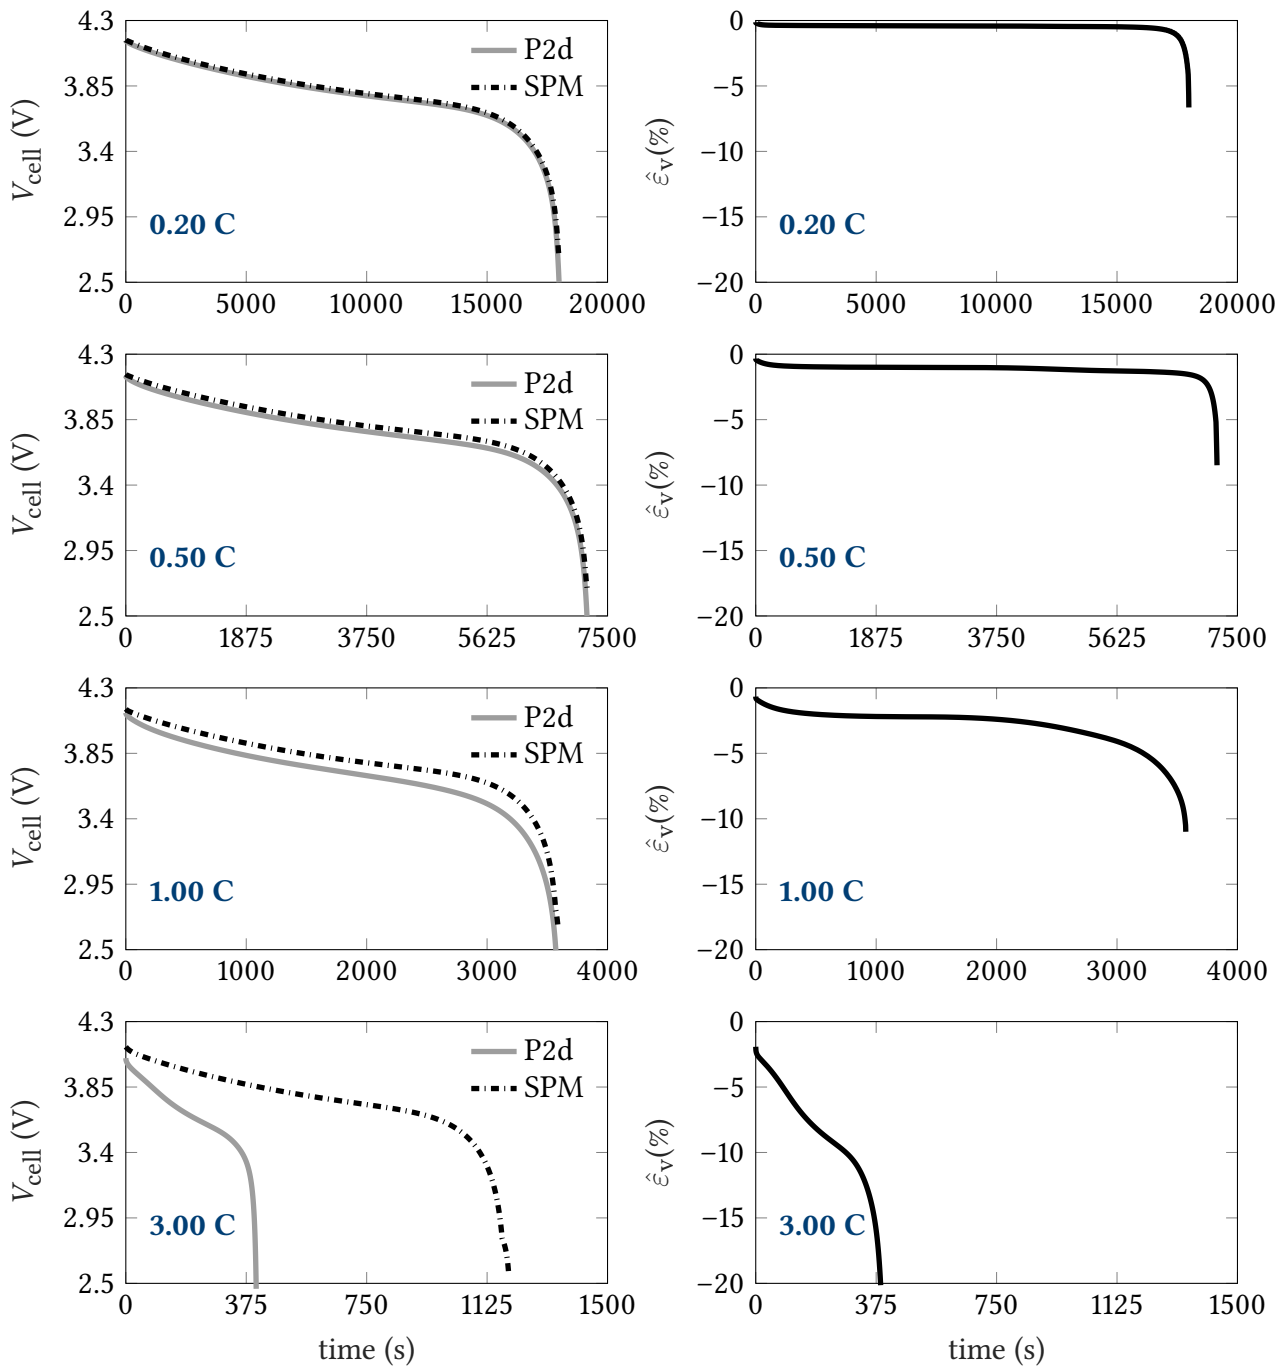 4.3
3.85
3.4
2.95
2.5
V_cell (V)
P2d
SPM
0.20 C
0 5000 10000 15000 20000
0
−5
−10
−15
−20
ε̂_v(%)
0.20 C
0 5000 10000 15000 20000
4.3
3.85
3.4
2.95
2.5
V_cell (V)
P2d
SPM
0.50 C
0 1875 3750 5625 7500
0
−5
−10
−15
−20
ε̂_v(%)
0.50 C
0 1875 3750 5625 7500
4.3
3.85
3.4
2.95
2.5
V_cell (V)
P2d
SPM
1.00 C
0 1000 2000 3000 4000
0
−5
−10
−15
−20
ε̂_v(%)
1.00 C
0 1000 2000 3000 4000
4.3
3.85
3.4
2.95
2.5
V_cell (V)
P2d
SPM
3.00 C
0 375 750 1125 1500
time (s)
0
−5
−10
−15
−20
ε̂_v(%)
3.00 C
0 375 750 1125 1500
time (s)